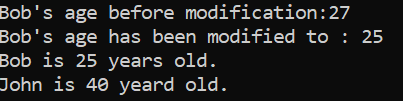 Bob's age before modification:27
Bob's age has been modified to : 25
Bob is 25 years old.
John is 40 yeard old.